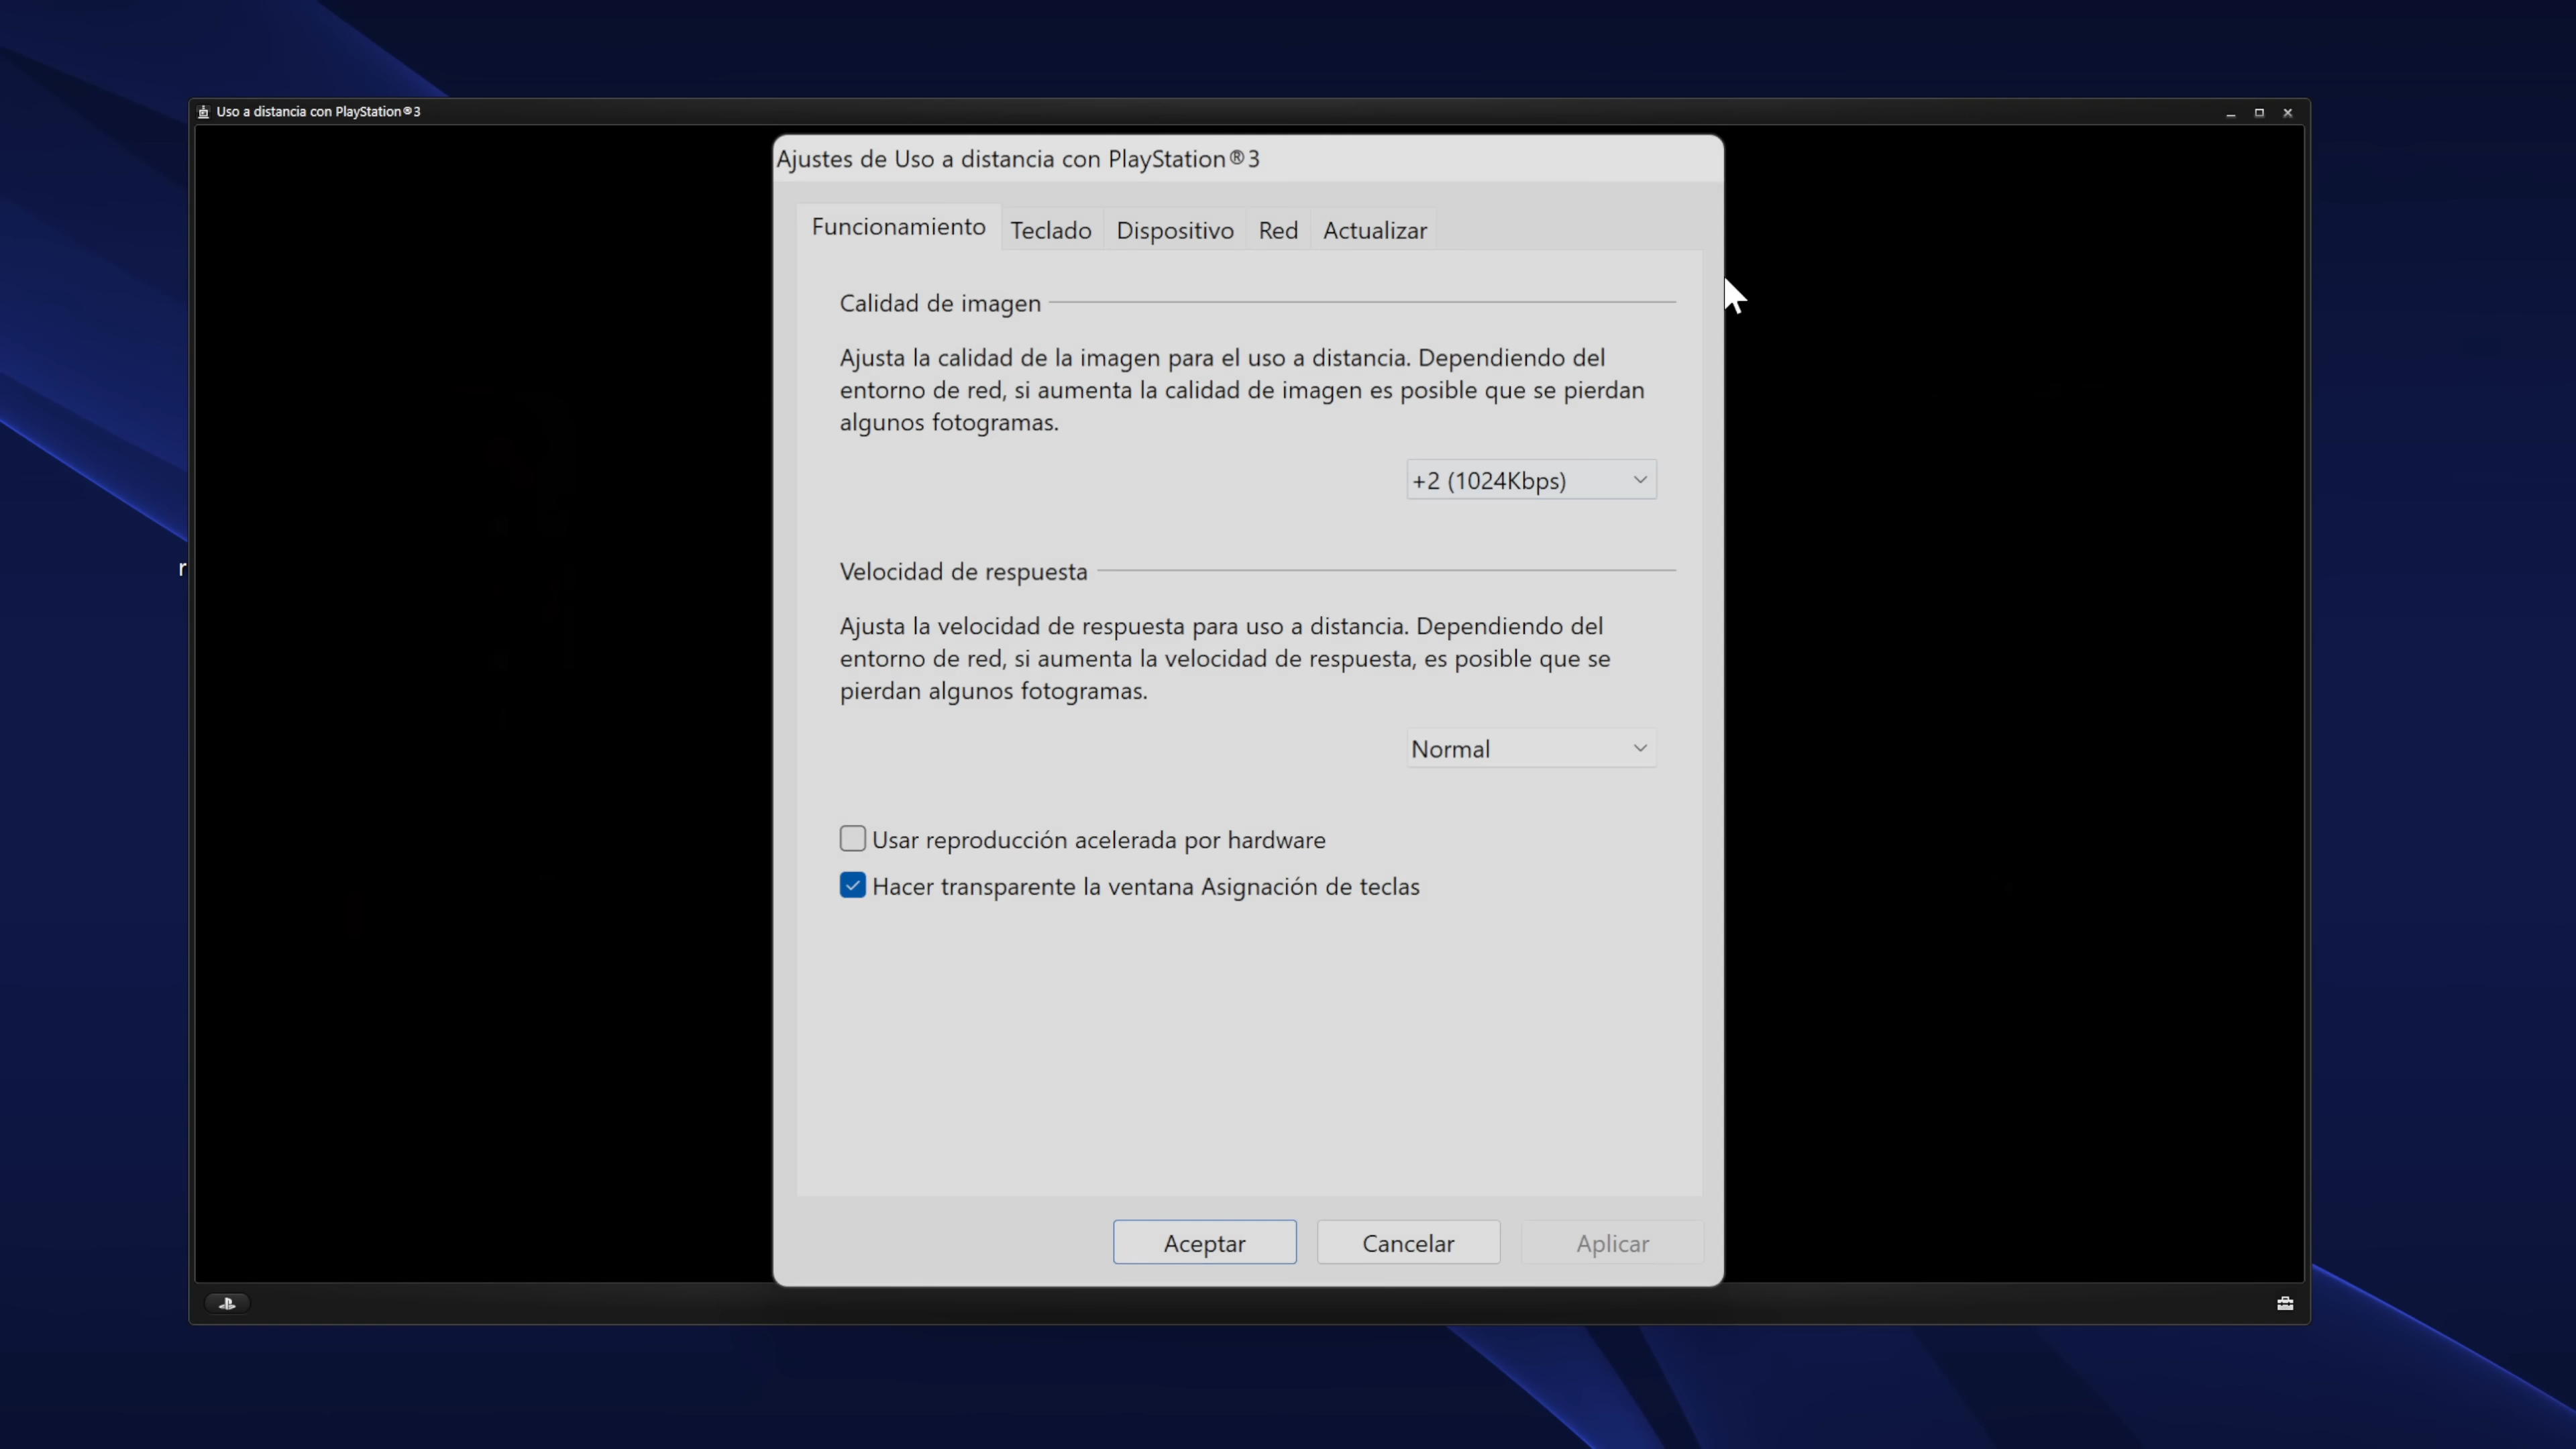 Uso a distancia con PlayStation®3
Ajustes de Uso a distancia con PlayStation®3
Funcionamiento Teclado Dispositivo Red Actualizar
Calidad de imagen
Ajusta la calidad de la imagen para el uso a distancia. Dependiendo del
entorno de red, si aumenta la calidad de imagen es posible que se pierdan
algunos fotogramas.
+2 (1024Kbps)
r
Velocidad de respuesta
Ajusta la velocidad de respuesta para uso a distancia. Dependiendo del
entorno de red, si aumenta la velocidad de respuesta, es posible que se
pierdan algunos fotogramas.
Normal
Usar reproducción acelerada por hardware
Hacer transparente la ventana Asignación de teclas
Aceptar Cancelar Aplicar